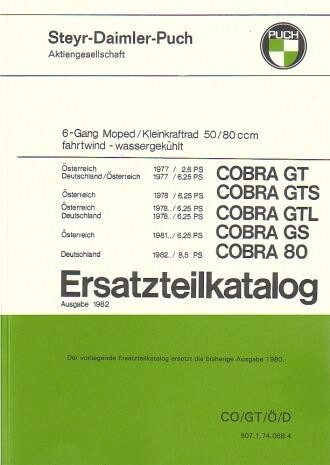 Steyr-Daimler-Puch
Aktiengesellschaft
PUCH
6-Gang Moped/Kleinkraftrad 50/80 ccm
fahrtwind - wassergekühlt
Österreich 1977 / 2,6 PS COBRA GT
Deutschland/Österreich 1977 / 6,25 PS
Österreich 1978 / 6,25 PS COBRA GTS
Österreich 1978../6,25 PS COBRA GTL
Deutschland 1978../6,25 PS
Österreich 1981../6,25 PS COBRA GS
Deutschland 1982../ 8,5 PS COBRA 80
Ersatzteilkatalog
Ausgabe 1982
Der vorliegende Ersatzteilkatalog ersetzt die bisherige Ausgabe 1980.
CO/GT/Ö/D
907.1.74.068.4